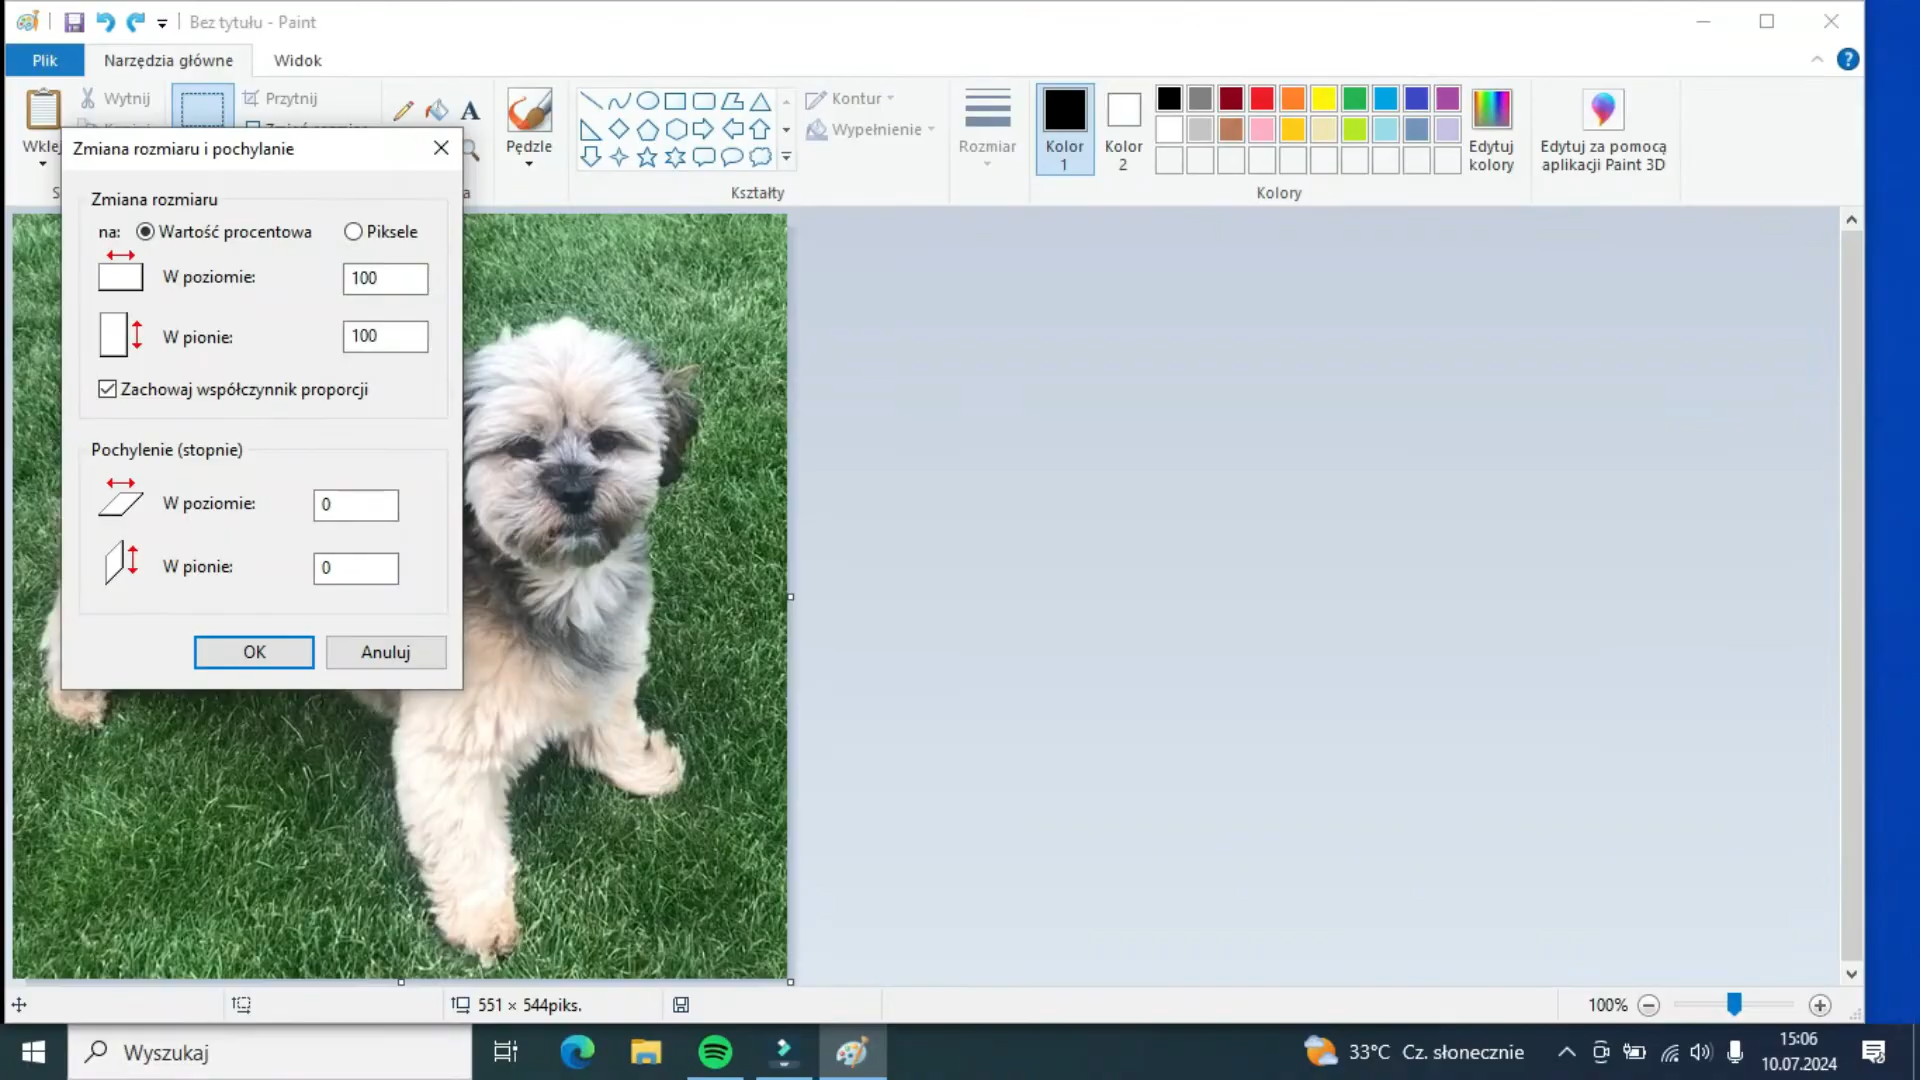 Bez tytułu - Paint
Plik Narzędzia główne Widok
Wytnij Przytnij
Kontur
Wypełnienie
Pędzle
Rozmiar
Kolor 1
Kolor 2
Edytuj kolory
Edytuj za pomocą aplikacji Paint 3D
Kształty
Kolory
Zmiana rozmiaru i pochylanie
Zmiana rozmiaru
na: Wartość procentowa Piksele
W poziomie: 100
W pionie: 100
Zachowaj współczynnik proporcji
Pochylenie (stopnie)
W poziomie: 0
W pionie: 0
OK Anuluj
551 × 544piks.
100%
Wyszukaj
33°C Cz. słonecznie
15:06
10.07.2024